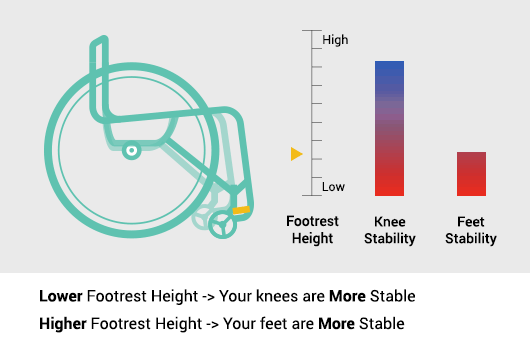 High
Low
Footrest
Height
Knee
Stability
Feet
Stability
Lower Footrest Height -> Your knees are More Stable
Higher Footrest Height -> Your feet are More Stable